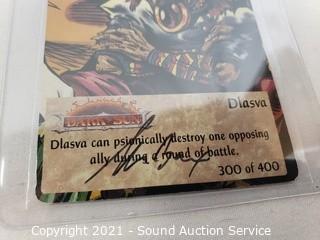 DARK SUN
Dlasva
Dlasva can psionically destroy one opposing
ally during a round of battle.
300 of 400
Copyright 2021 - Sound Auction Service